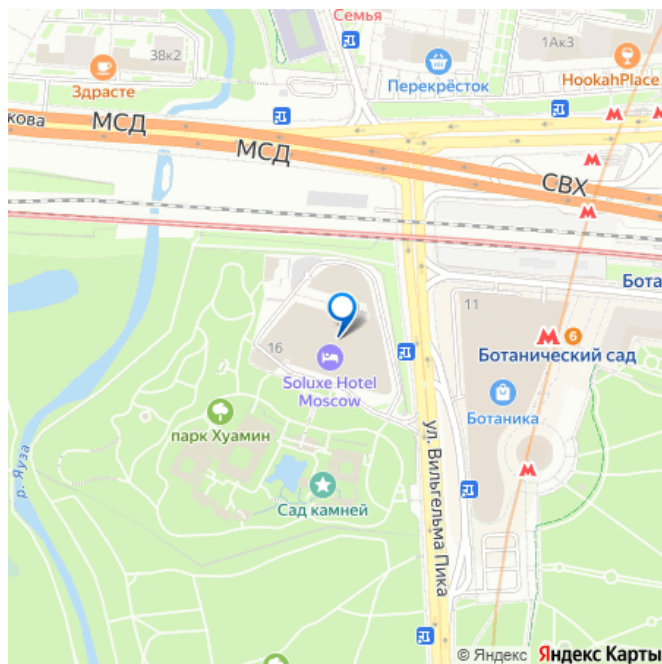 Семья
38к2
1Ак3
Здрасте
Перекрёсток
HookahPlace
кова
МСД
МСД
СВХ
Бота
11
16
6
Ботанический сад
Soluxe Hotel
Moscow
Ботаника
парк Хуамин
ул. Вильгельма Пика
р. Яуза
Сад камней
© Яндекс Яндекс Карты